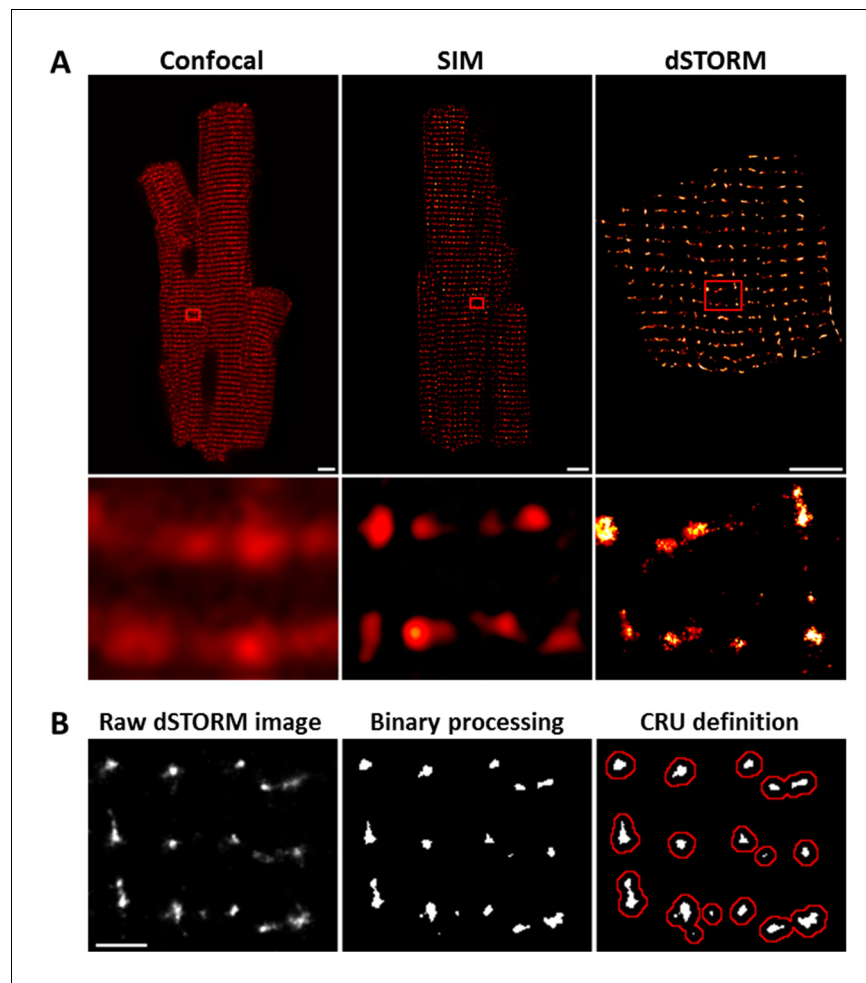 A
Confocal
SIM
dSTORM
B
Raw dSTORM image
Binary processing
CRU definition